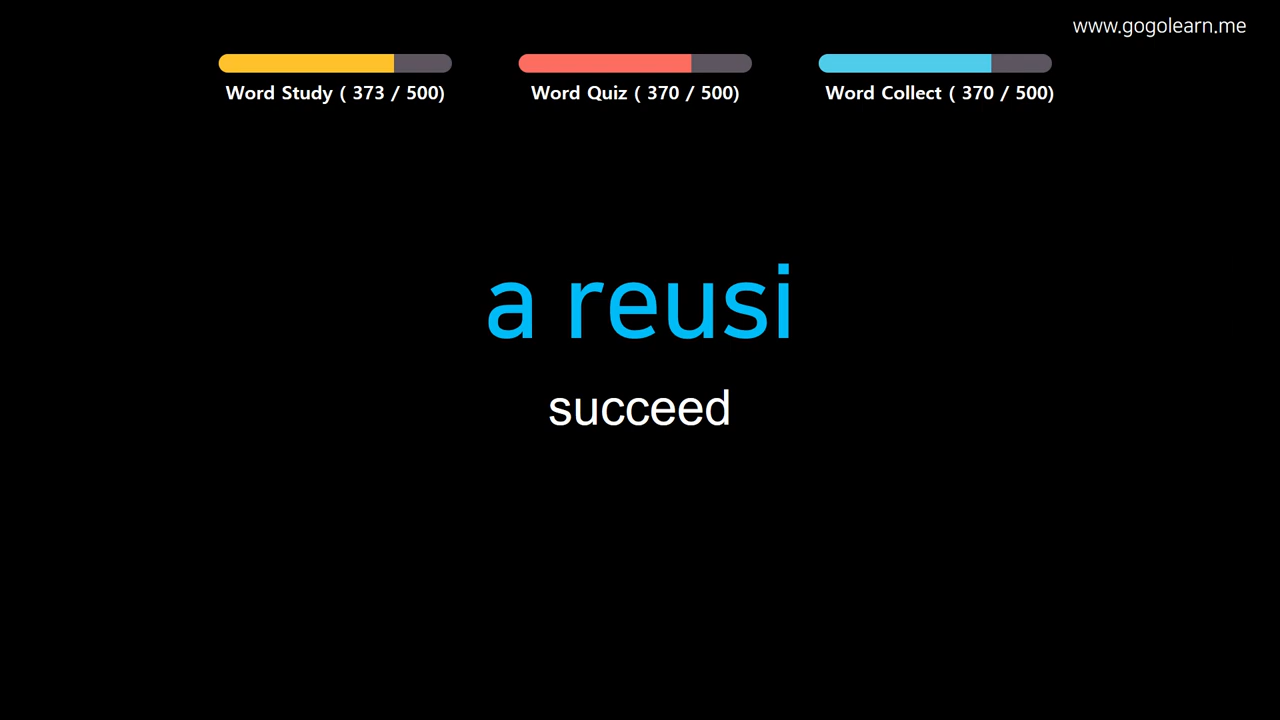 www.gogolearn.me
Word Study ( 373 / 500)
Word Quiz ( 370 / 500)
Word Collect ( 370 / 500)
a reusi
succeed